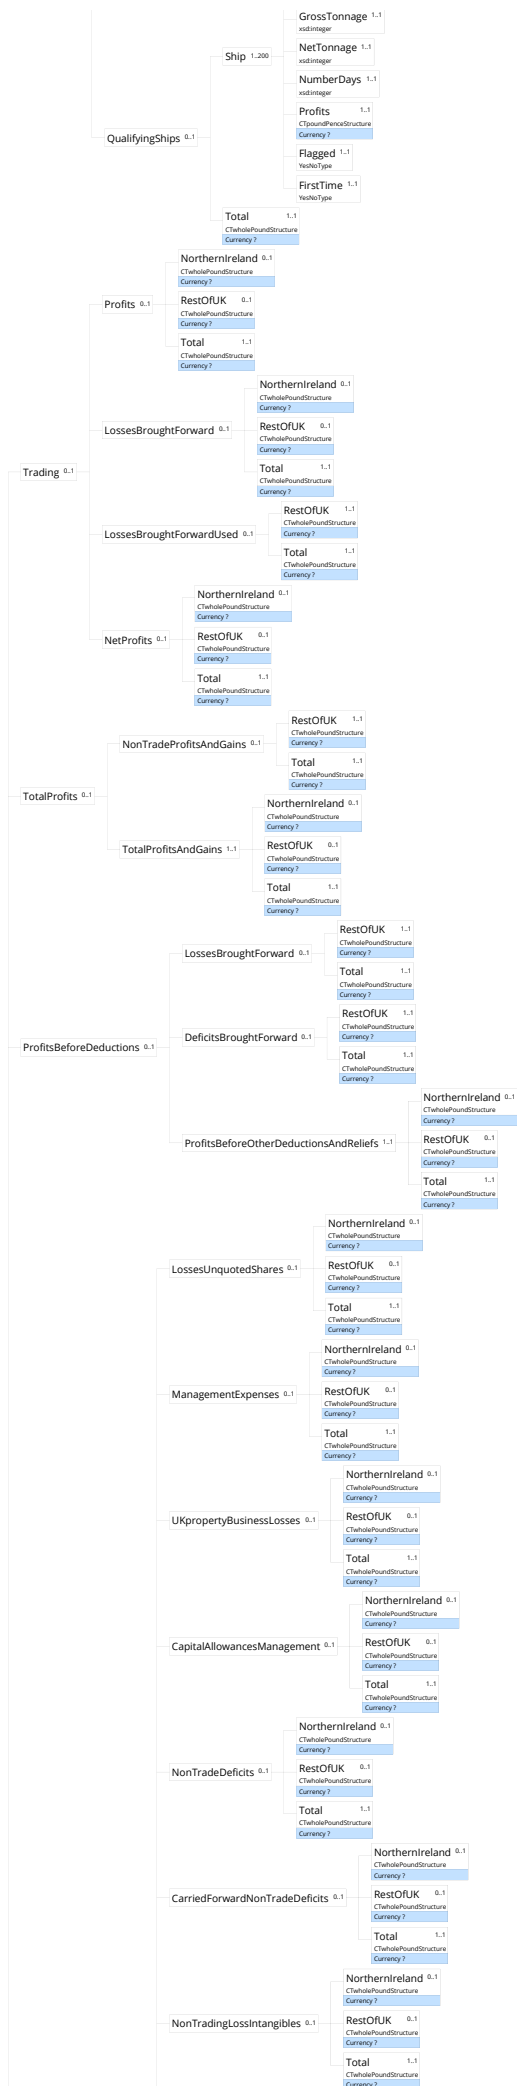 GrossTonnage 1..1
xsd:integer
NetTonnage 1..1
xsd:integer
Ship 1..200
NumberDays 1..1
xsd:integer
Profits 1..1
CTpoundPenceStructure
Currency ?
QualifyingShips 0..1
Flagged 1..1
YesNoType
FirstTime 1..1
YesNoType
Total 1..1
CTwholePoundStructure
Currency ?
NorthernIreland 0..1
CTwholePoundStructure
Currency ?
Profits 0..1
RestOfUK 0..1
CTwholePoundStructure
Currency ?
Total 1..1
CTwholePoundStructure
Currency ?
NorthernIreland 0..1
CTwholePoundStructure
Currency ?
LossesBroughtForward 0..1
RestOfUK 0..1
CTwholePoundStructure
Currency ?
Total 1..1
CTwholePoundStructure
Currency ?
Trading 0..1
RestOfUK 1..1
CTwholePoundStructure
Currency ?
LossesBroughtForwardUsed 0..1
Total 1..1
CTwholePoundStructure
Currency ?
NorthernIreland 0..1
CTwholePoundStructure
Currency ?
NetProfits 0..1
RestOfUK 0..1
CTwholePoundStructure
Currency ?
Total 1..1
CTwholePoundStructure
Currency ?
RestOfUK 1..1
CTwholePoundStructure
Currency ?
NonTradeProfitsAndGains 0..1
Total 1..1
CTwholePoundStructure
Currency ?
TotalProfits 0..1
NorthernIreland 0..1
CTwholePoundStructure
Currency ?
TotalProfitsAndGains 1..1
RestOfUK 0..1
CTwholePoundStructure
Currency ?
Total 1..1
CTwholePoundStructure
Currency ?
RestOfUK 1..1
CTwholePoundStructure
Currency ?
LossesBroughtForward 0..1
Total 1..1
CTwholePoundStructure
Currency ?
RestOfUK 1..1
CTwholePoundStructure
Currency ?
DeficitsBroughtForward 0..1
ProfitsBeforeDeductions 0..1
Total 1..1
CTwholePoundStructure
Currency ?
NorthernIreland 0..1
CTwholePoundStructure
Currency ?
ProfitsBeforeOtherDeductionsAndReliefs 1..1
RestOfUK 0..1
CTwholePoundStructure
Currency ?
Total 1..1
CTwholePoundStructure
Currency ?
NorthernIreland 0..1
CTwholePoundStructure
Currency ?
LossesUnquotedShares 0..1
RestOfUK 0..1
CTwholePoundStructure
Currency ?
Total 1..1
CTwholePoundStructure
Currency ?
NorthernIreland 0..1
CTwholePoundStructure
Currency ?
ManagementExpenses 0..1
RestOfUK 0..1
CTwholePoundStructure
Currency ?
Total 1..1
CTwholePoundStructure
Currency ?
NorthernIreland 0..1
CTwholePoundStructure
Currency ?
UKpropertyBusinessLosses 0..1
RestOfUK 0..1
CTwholePoundStructure
Currency ?
Total 1..1
CTwholePoundStructure
Currency ?
NorthernIreland 0..1
CTwholePoundStructure
Currency ?
CapitalAllowancesManagement 0..1
RestOfUK 0..1
CTwholePoundStructure
Currency ?
Total 1..1
CTwholePoundStructure
Currency ?
NorthernIreland 0..1
CTwholePoundStructure
Currency ?
NonTradeDeficits 0..1
RestOfUK 0..1
CTwholePoundStructure
Currency ?
Total 1..1
CTwholePoundStructure
Currency ?
NorthernIreland 0..1
CTwholePoundStructure
Currency ?
CarriedForwardNonTradeDeficits 0..1
RestOfUK 0..1
CTwholePoundStructure
Currency ?
Total 1..1
CTwholePoundStructure
Currency ?
NorthernIreland 0..1
CTwholePoundStructure
Currency ?
NonTradingLossIntangibles 0..1
RestOfUK 0..1
CTwholePoundStructure
Currency ?
Total 1..1
CTwholePoundStructure
Currency ?